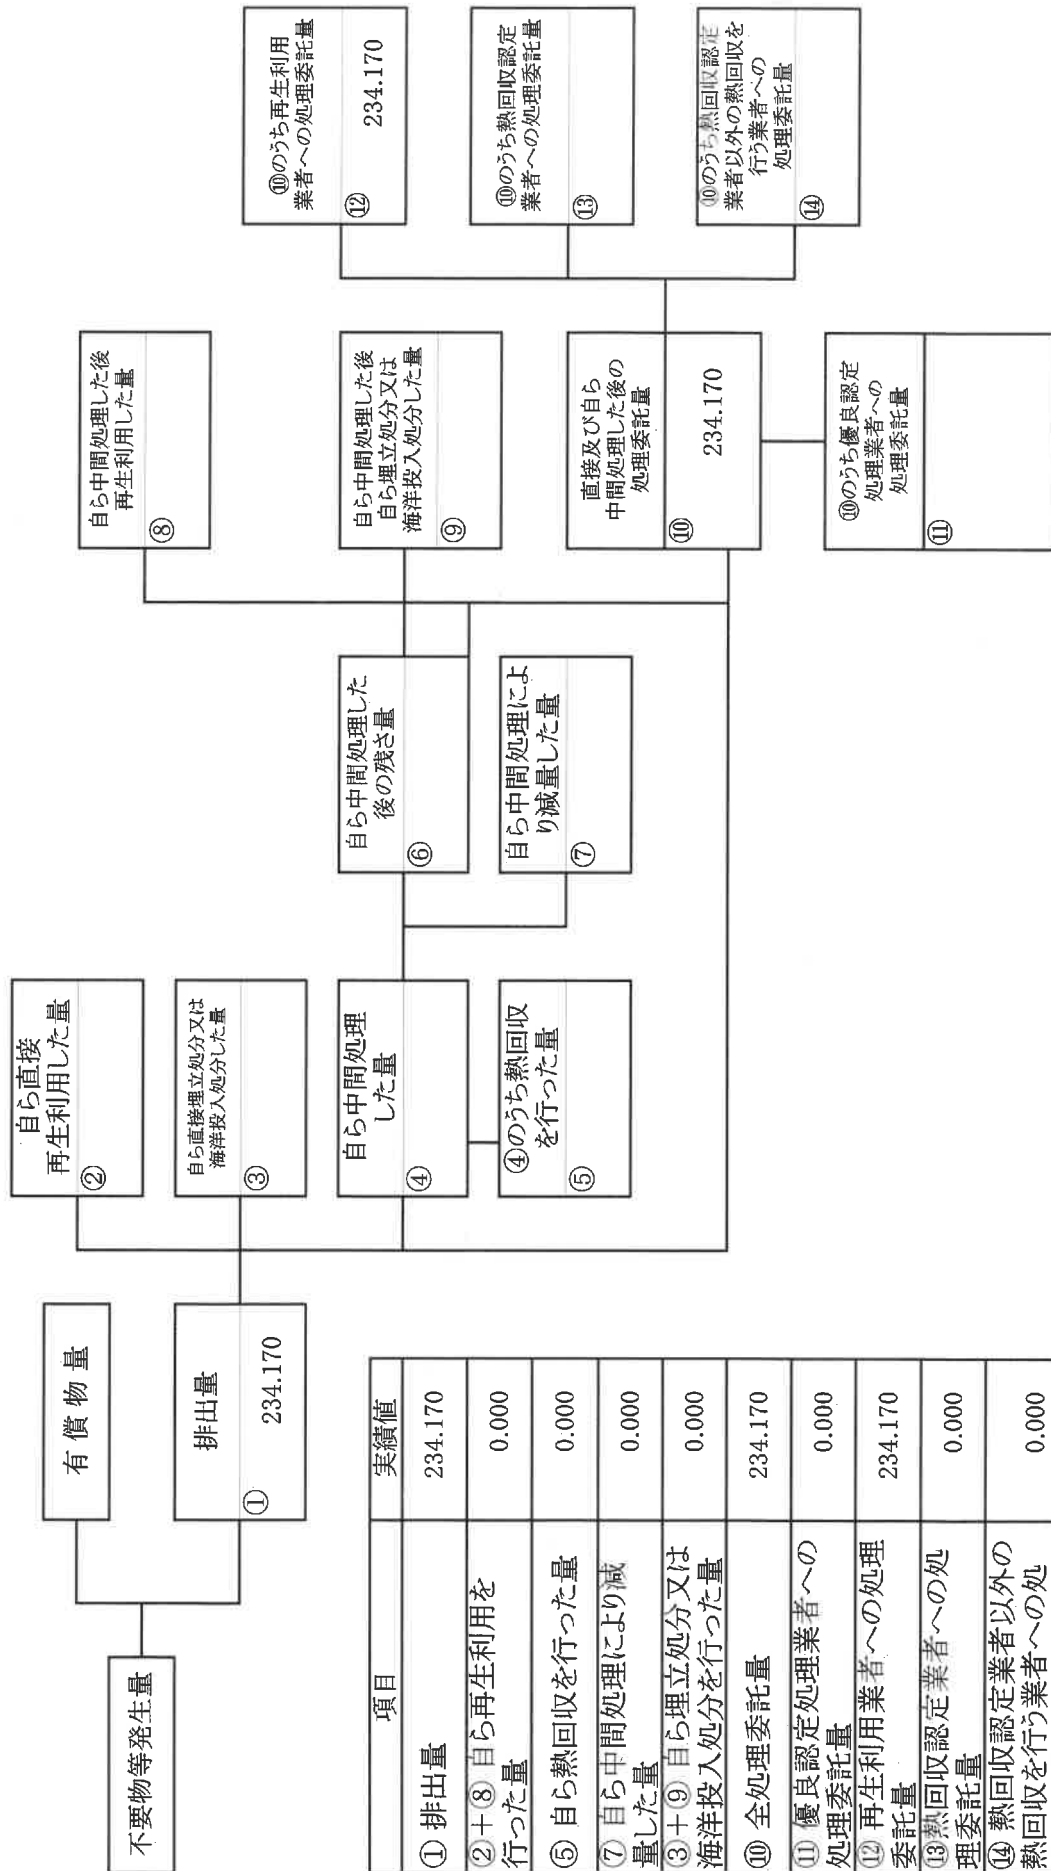 不要物等発生量
有償物量
排出量
①
234.170
自ら直接
再生利用した量
②
自ら直接埋立処分又は
海洋投入処分した量
③
自ら中間処理
した量
④
④のうち熱回収
を行った量
⑤
自ら中間処理した
後の残さ量
⑥
自ら中間処理によ
り減量した量
⑦
自ら中間処理した後
再生利用した量
⑧
自ら中間処理した後
自ら埋立処分又は
海洋投入処分した量
⑨
直接及び自ら
中間処理した後の
処理委託量
⑩
234.170
⑩のうち優良認定
処理業者への
処理委託量
⑪
⑩のうち再生利用
業者への処理委託量
⑫
234.170
⑩のうち熱回収認定
業者への処理委託量
⑬
⑩のうち熱回収認定
業者以外の熱回収を
行う業者への
処理委託量
⑭
項目 実績値
① 排出量 234.170
②+⑧ 自ら再生利用を
行った量 0.000
⑤ 自ら熱回収を行った量 0.000
⑦ 自ら中間処理により減
量した量 0.000
③+⑨ 自ら埋立処分又は
海洋投入処分を行った量 0.000
⑩ 全処理委託量 234.170
⑪ 優良認定処理業者への
処理委託量 0.000
⑫ 再生利用業者への処理
委託量 234.170
⑬熱回収認定業者への処
理委託量 0.000
⑭ 熱回収認定業者以外の
熱回収を行う業者への処 0.000